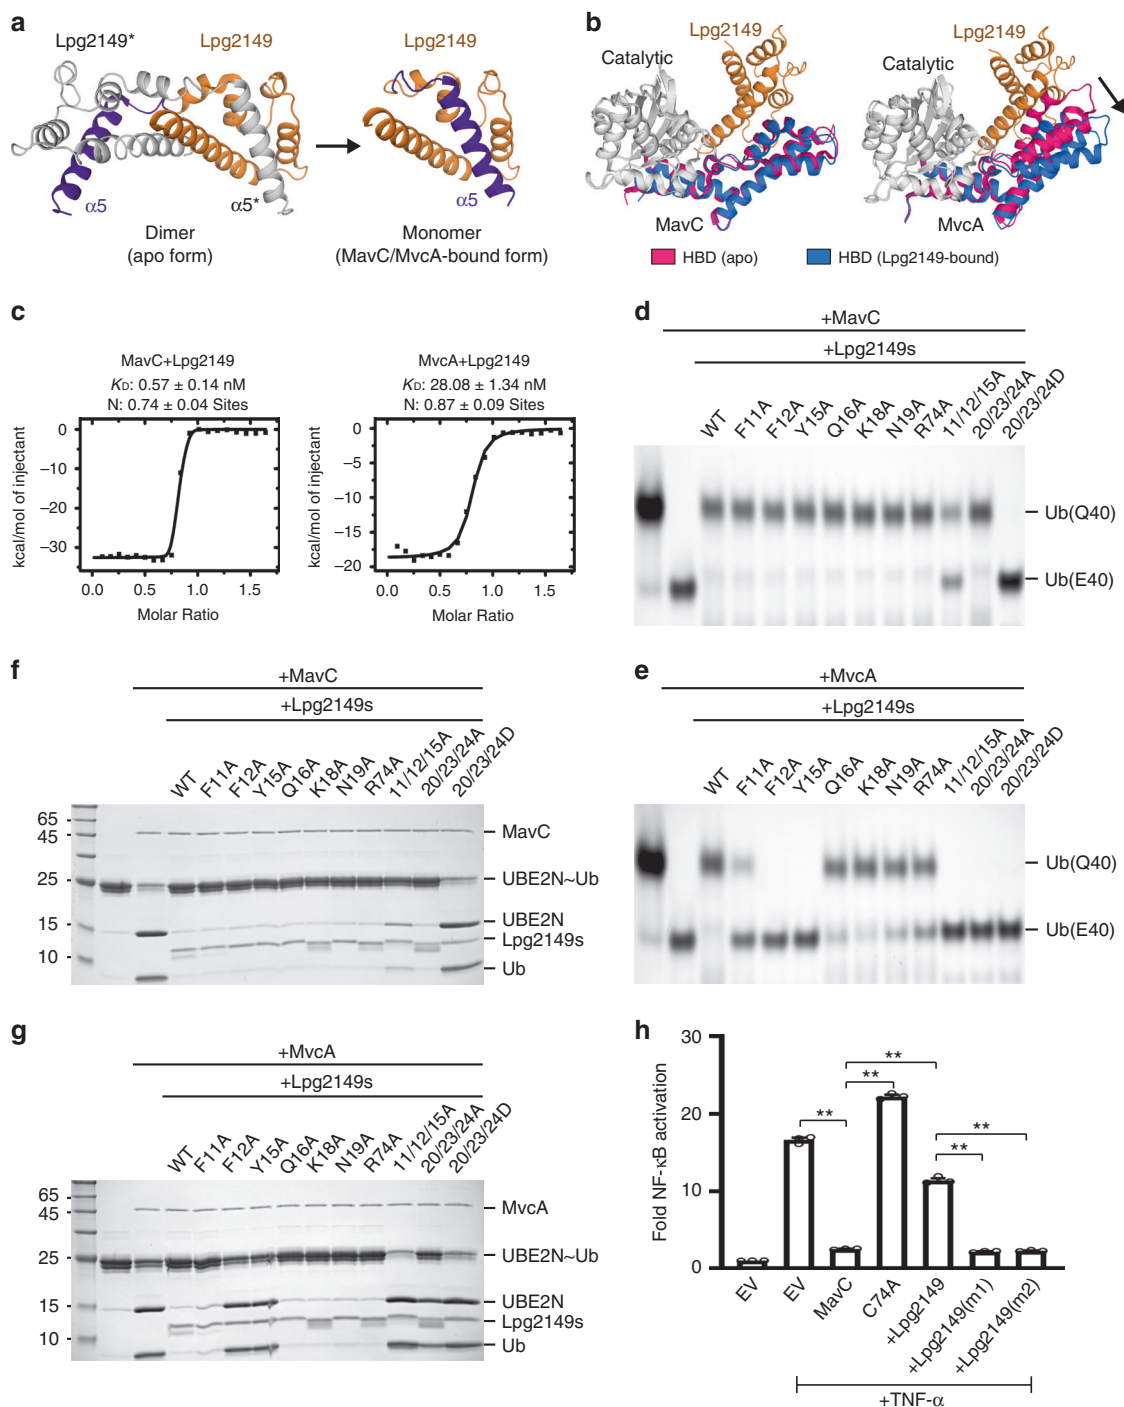 a
Lpg2149*
Lpg2149
Lpg2149
α5
α5*
α5
Dimer
(apo form)
Monomer
(MavC/MvcA-bound form)
b
Lpg2149
Catalytic
MavC
Lpg2149
Catalytic
MvcA
HBD (apo)
HBD (Lpg2149-bound)
c
MavC+Lpg2149
KD: 0.57 ± 0.14 nM
N: 0.74 ± 0.04 Sites
kcal/mol of injectant
0
−10
−20
−30
0.0 0.5 1.0 1.5
Molar Ratio
MvcA+Lpg2149
KD: 28.08 ± 1.34 nM
N: 0.87 ± 0.09 Sites
kcal/mol of injectant
0
−5
−10
−15
−20
0.0 0.5 1.0 1.5
Molar Ratio
d
+MavC
+Lpg2149s
WT F11A F12A Y15A Q16A K18A N19A R74A 11/12/15A 20/23/24A 20/23/24D
Ub(Q40)
Ub(E40)
f
+MavC
+Lpg2149s
WT F11A F12A Y15A Q16A K18A N19A R74A 11/12/15A 20/23/24A 20/23/24D
65
45
25
15
10
MavC
UBE2N~Ub
UBE2N
Lpg2149s
Ub
e
+MvcA
+Lpg2149s
WT F11A F12A Y15A Q16A K18A N19A R74A 11/12/15A 20/23/24A 20/23/24D
Ub(Q40)
Ub(E40)
g
+MvcA
+Lpg2149s
WT F11A F12A Y15A Q16A K18A N19A R74A 11/12/15A 20/23/24A 20/23/24D
65
45
25
15
10
MvcA
UBE2N~Ub
UBE2N
Lpg2149s
Ub
h
Fold NF-κB activation
30
20
10
0
**
**
**
**
**
EV
EV
MavC
C74A
+Lpg2149
+Lpg2149(m1)
+Lpg2149(m2)
+TNF-α